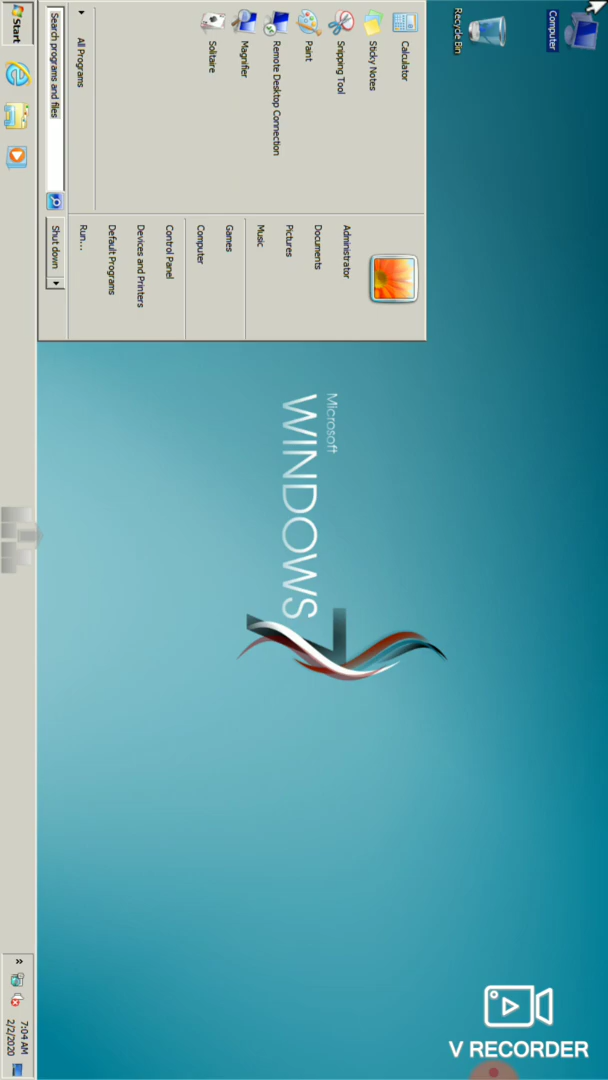 Computer
Recycle Bin
Calculator
Sticky Notes
Snipping Tool
Paint
Remote Desktop Connection
Magnifier
Solitaire
All Programs
Search programs and files
Administrator
Documents
Pictures
Music
Games
Computer
Control Panel
Devices and Printers
Default Programs
Run...
Shut down
Microsoft
WINDOWS 7
Start
7:04 AM
2/2/2020
V RECORDER